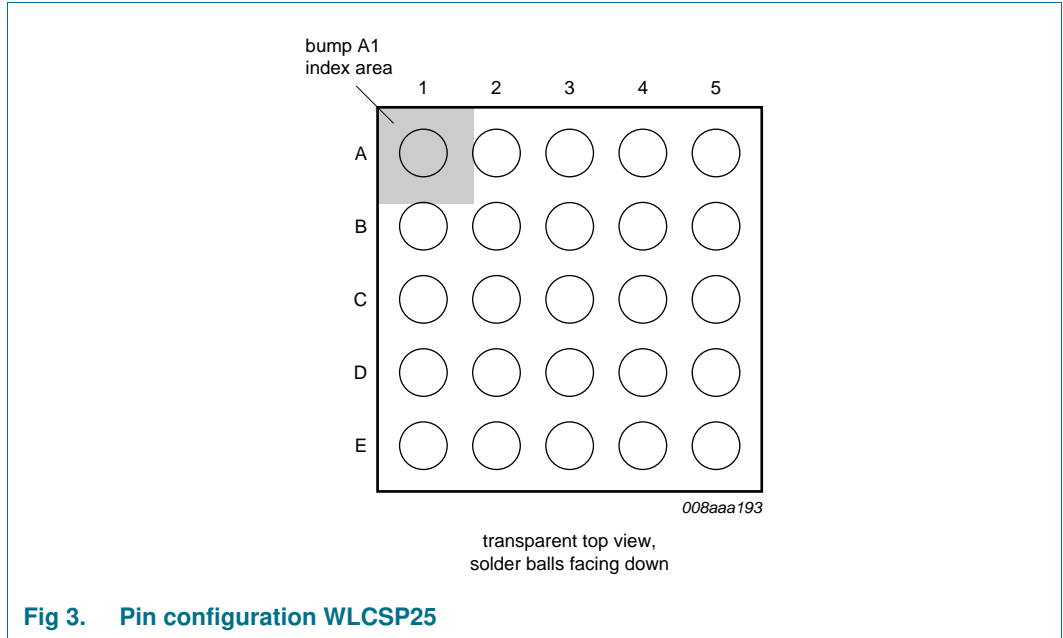 bump A1
index area
1 2 3 4 5
A
B
C
D
E
008aaa193
transparent top view,
solder balls facing down
Fig 3. Pin configuration WLCSP25